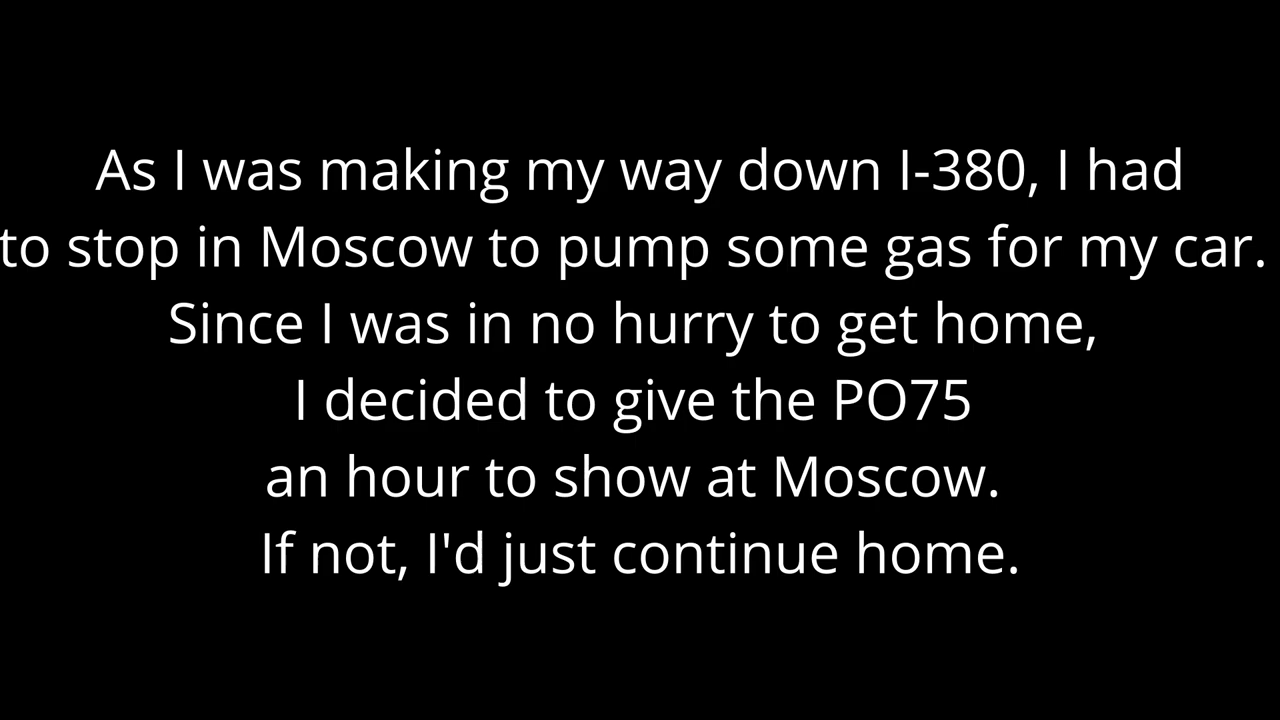 As I was making my way down I-380, I had
to stop in Moscow to pump some gas for my car.
Since I was in no hurry to get home,
I decided to give the PO75
an hour to show at Moscow.
If not, I'd just continue home.